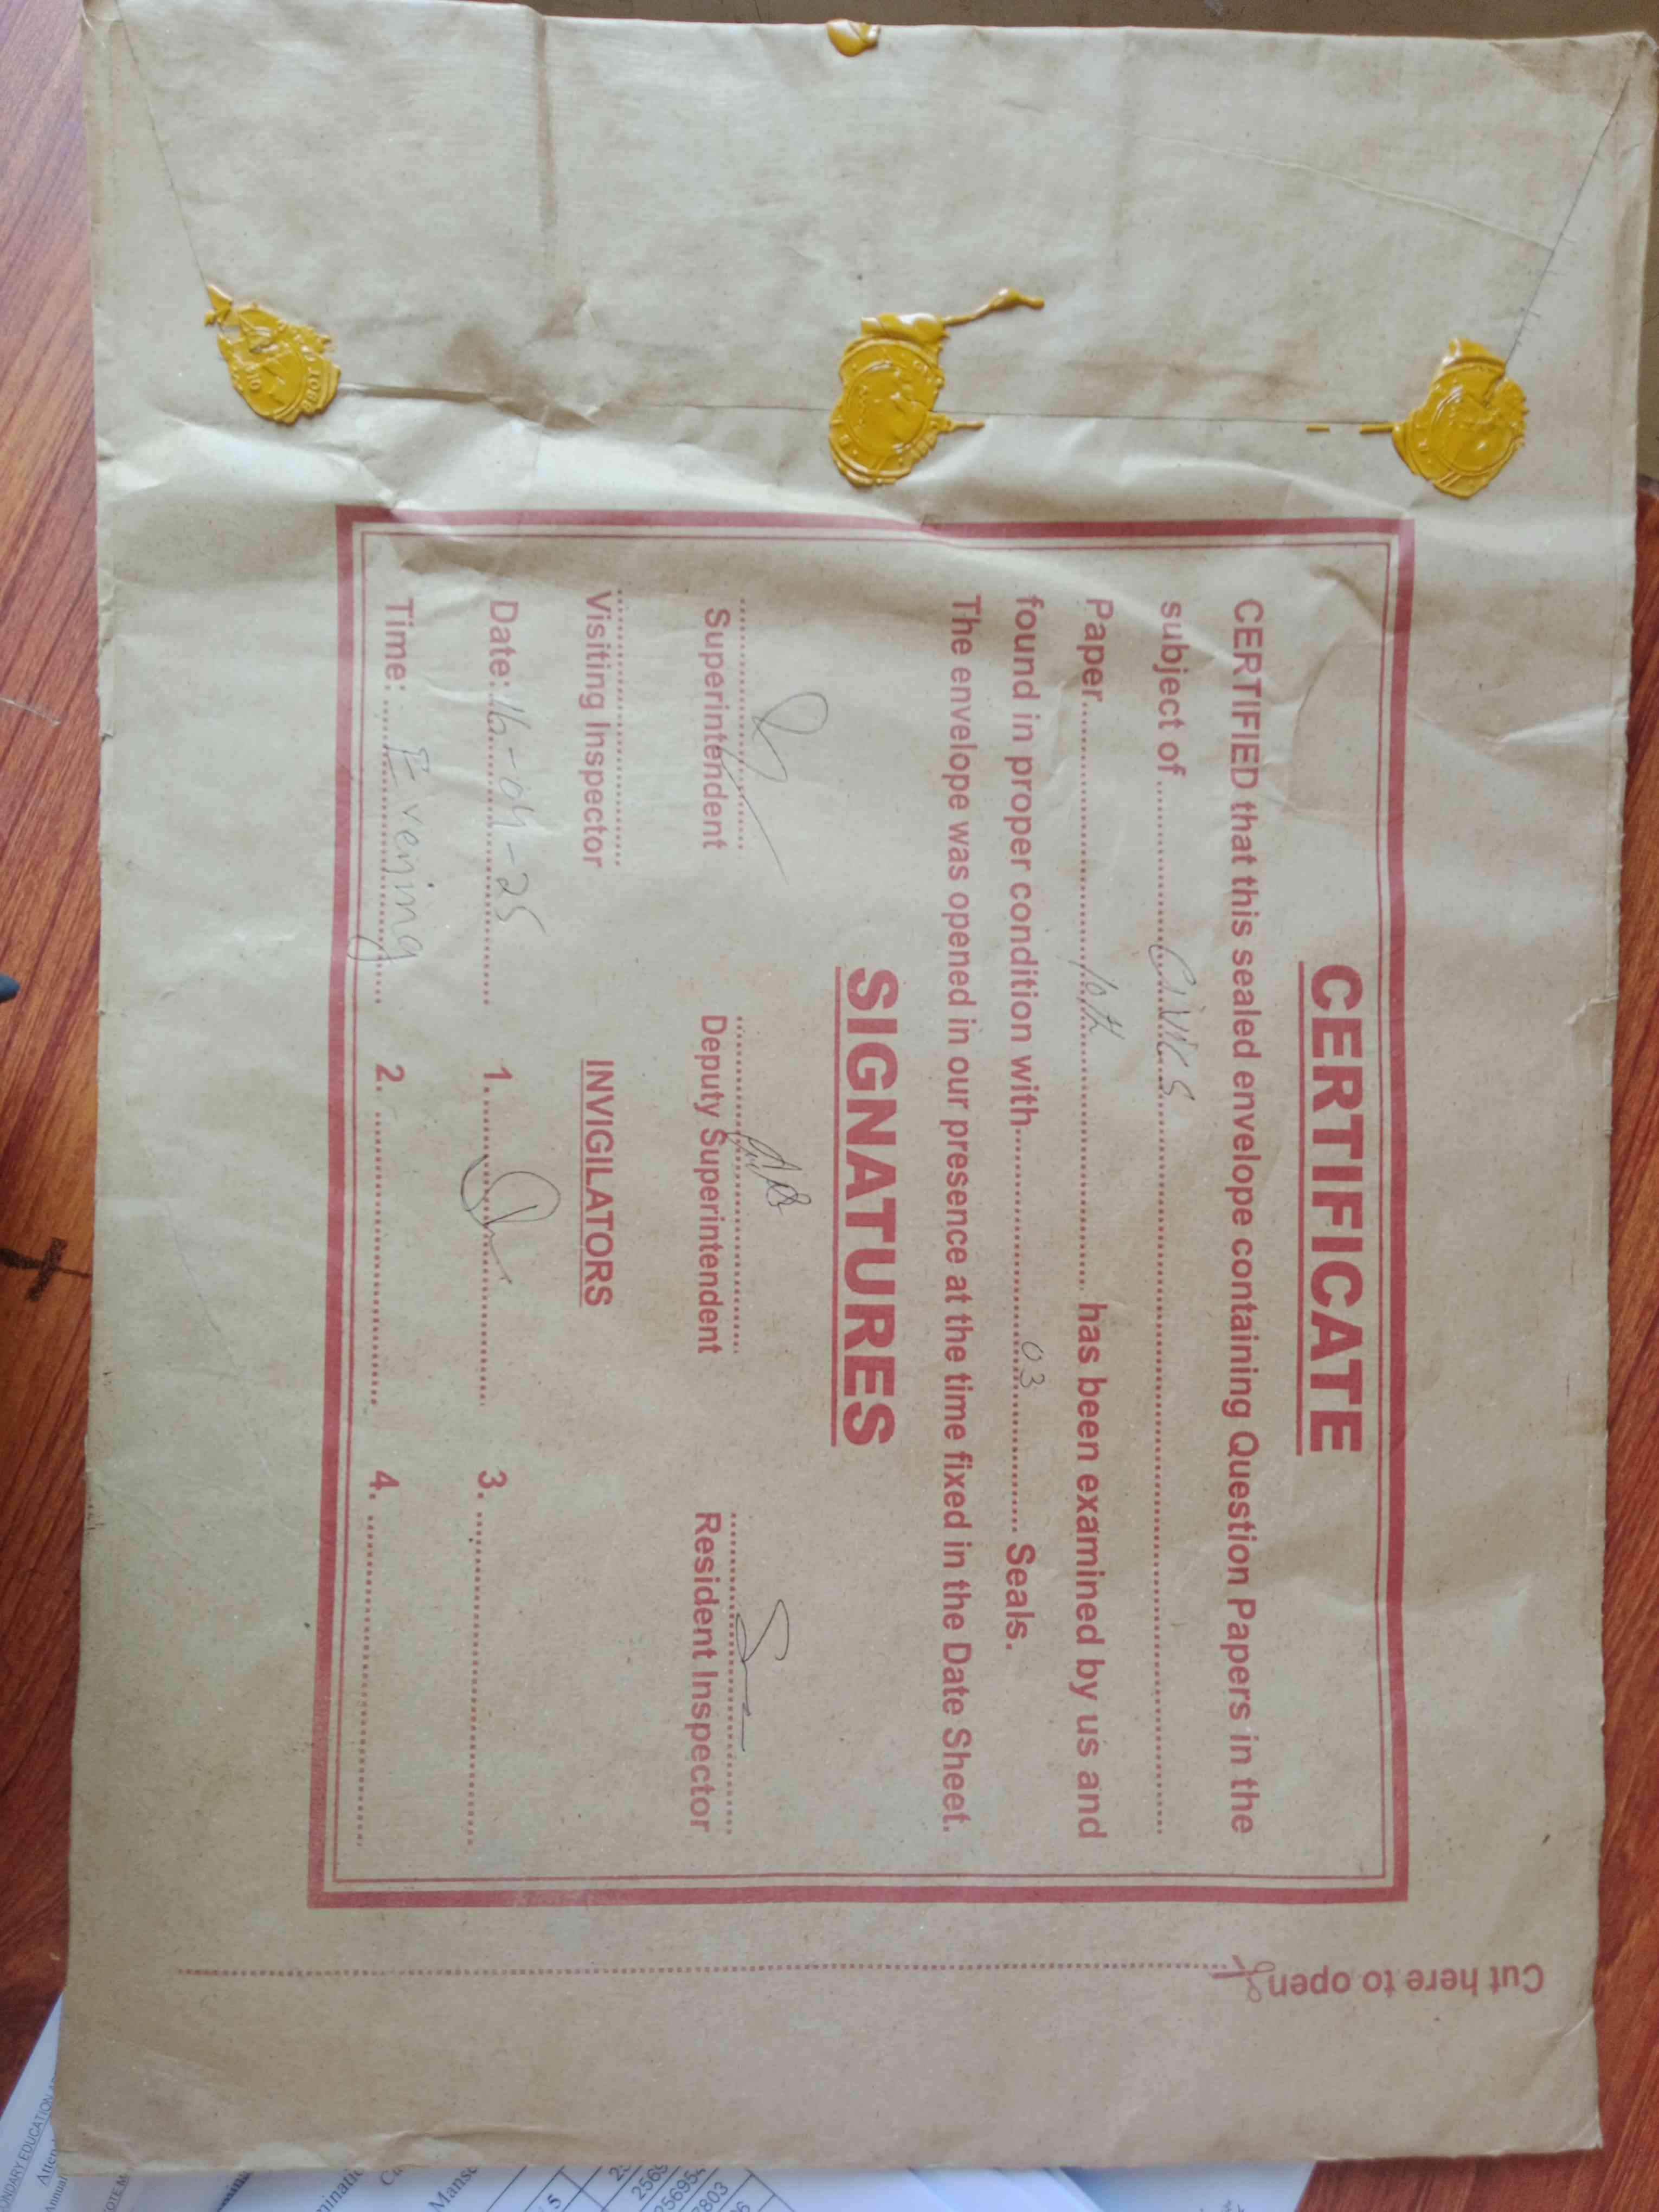 CERTIFICATE
CERTIFIED that this sealed envelope containing Question Papers in the
subject of Civics
Paper 10th has been examined by us and
found in proper condition with 03 Seals.
The envelope was opened in our presence at the time fixed in the Date Sheet.
SIGNATURES
Superintendent Deputy Superintendent Resident Inspector
Visiting Inspector INVIGILATORS
Date: 16-04-25 1. 3.
Time: Evening 2. 4.
Cut here to open